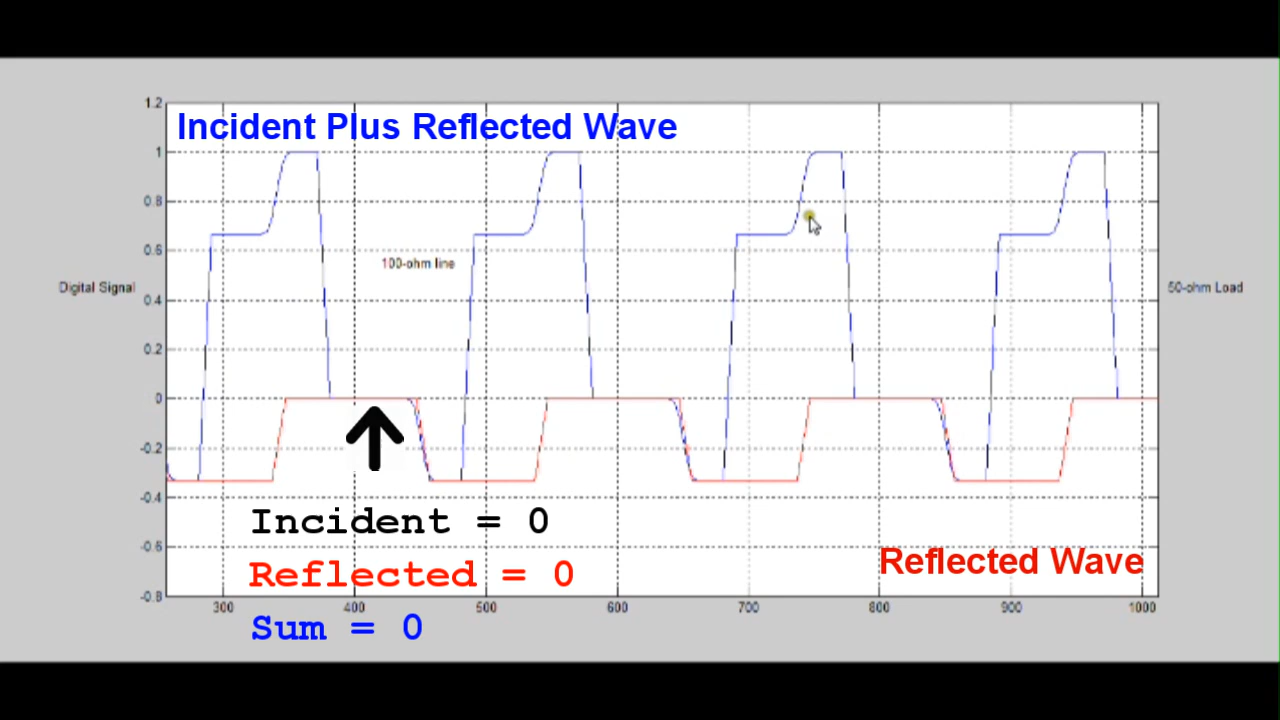 1.2
Incident Plus Reflected Wave
1
0.8
0.6
100-ohm line
Digital Signal
0.4
50-ohm Load
0.2
0
-0.2
-0.4
Incident = 0
-0.6
Reflected Wave
Reflected = 0
-0.8
300 400 500 600 700 800 900 1000
Sum = 0